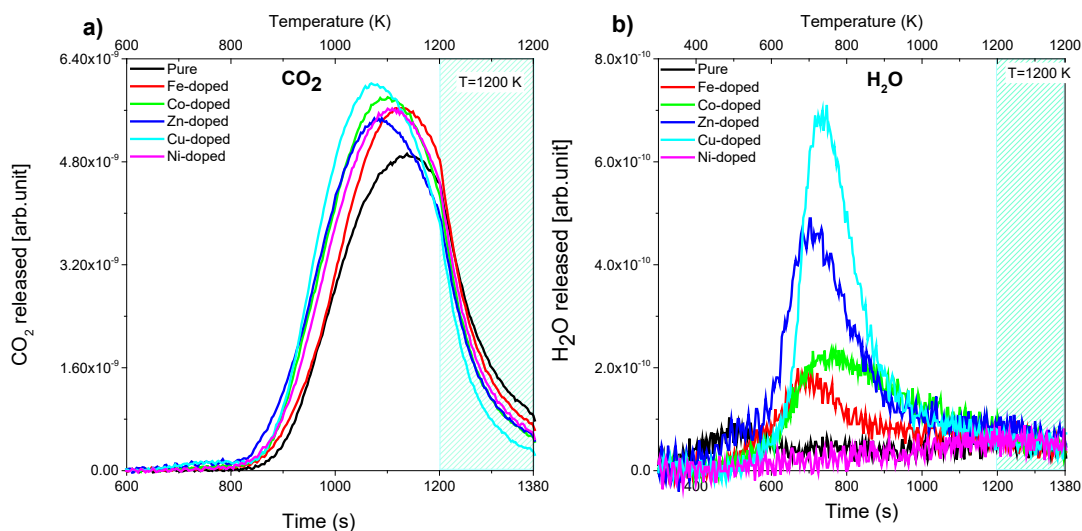 a)
Temperature (K)
600 800 1000 1200 1200
6.40x10⁻⁹
4.80x10⁻⁹
3.20x10⁻⁹
1.60x10⁻⁹
0.00
CO₂ released [arb.unit]
Pure
Fe-doped
Co-doped
Zn-doped
Cu-doped
Ni-doped
CO₂
T=1200 K
600 800 1000 1200 1380
Time (s)
b)
Temperature (K)
400 600 800 1000 1200 1200
8.0x10⁻¹⁰
6.0x10⁻¹⁰
4.0x10⁻¹⁰
2.0x10⁻¹⁰
0.0
H₂O released [arb.unit]
Pure
Fe-doped
Co-doped
Zn-doped
Cu-doped
Ni-doped
H₂O
T=1200 K
400 600 800 1000 1200 1380
Time (s)